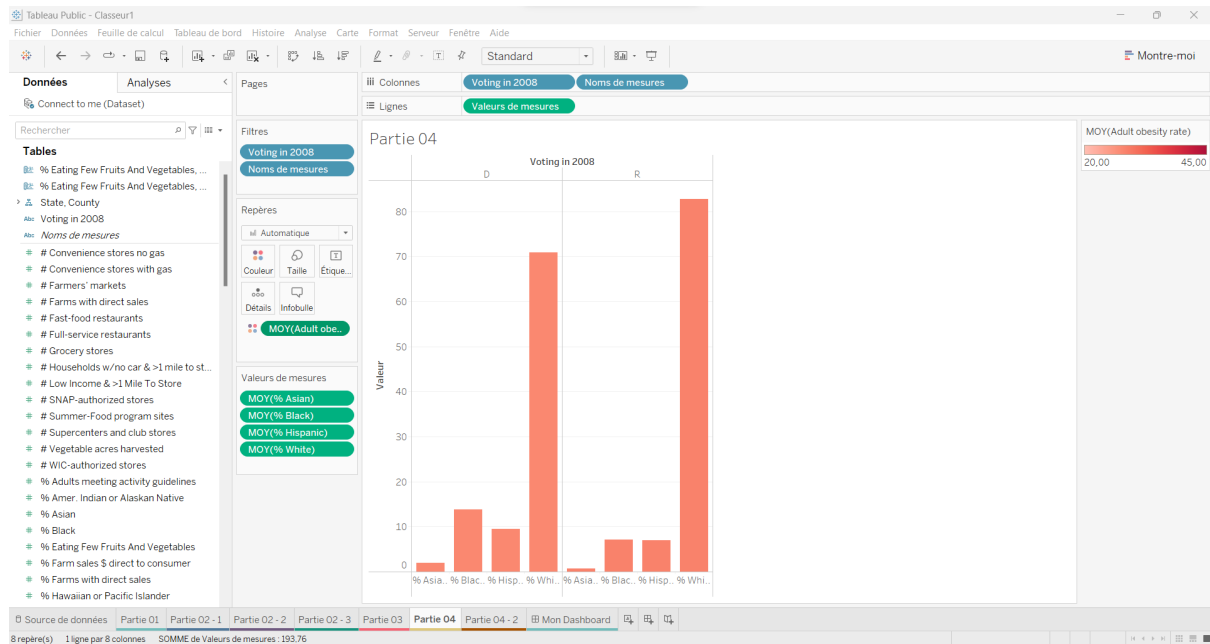 Tableau Public - Classeur1
Fichier Données Feuille de calcul Tableau de bord Histoire Analyse Carte Format Serveur Fenêtre Aide
Standard
Montre-moi
Données Analyses
Connect to me (Dataset)
Rechercher
Tables
% Eating Few Fruits And Vegetables, ...
% Eating Few Fruits And Vegetables, ...
State, County
Abc Voting in 2008
Abc Noms de mesures
# # Convenience stores no gas
# # Convenience stores with gas
# # Farmers' markets
# # Farms with direct sales
# # Fast-food restaurants
# # Full-service restaurants
# # Grocery stores
# # Households w/no car & >1 mile to st...
# # Low Income & >1 Mile To Store
# # SNAP-authorized stores
# # Summer-Food program sites
# # Supercenters and club stores
# # Vegetable acres harvested
# # WIC-authorized stores
# % Adults meeting activity guidelines
# % Amer. Indian or Alaskan Native
# % Asian
# % Black
# % Eating Few Fruits And Vegetables
# % Farm sales $ direct to consumer
# % Farms with direct sales
# % Hawaiian or Pacific Islander
Pages
Filtres
Voting in 2008
Noms de mesures
Repères
Automatique
Couleur Taille Étique...
Détails Infobulle
MOY(Adult obe..
Valeurs de mesures
MOY(% Asian)
MOY(% Black)
MOY(% Hispanic)
MOY(% White)
Colonnes Voting in 2008 Noms de mesures
Lignes Valeurs de mesures
Partie 04
Voting in 2008
D R
Valeur
80
70
60
50
40
30
20
10
0
% Asia.. % Blac.. % Hisp.. % Whi.. % Asia.. % Blac.. % Hisp.. % Whi..
MOY(Adult obesity rate)
20,00 45,00
Source de données Partie 01 Partie 02 - 1 Partie 02 - 2 Partie 02 - 3 Partie 03 Partie 04 Partie 04 - 2 Mon Dashboard
8 repère(s) 1 ligne par 8 colonnes SOMME de Valeurs de mesures : 193,76